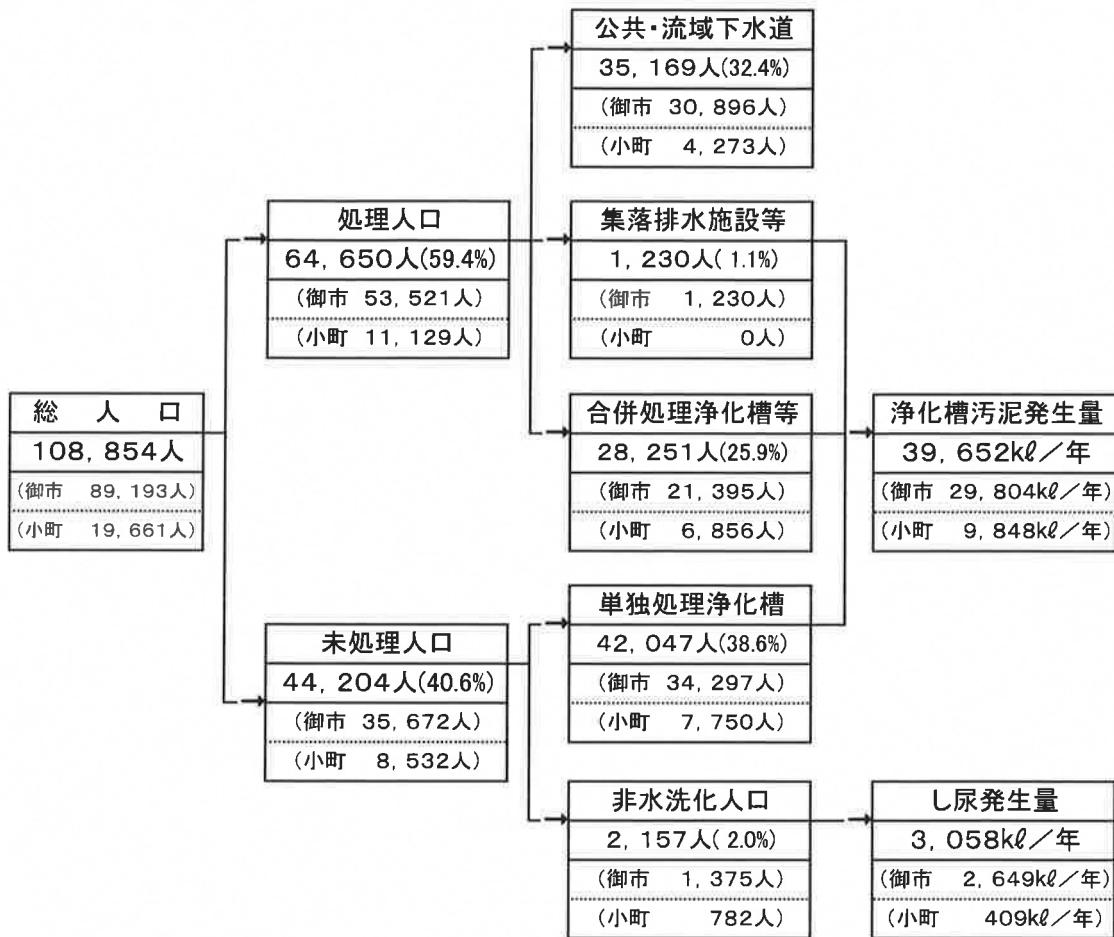 総 人 口
108, 854人
(御市 89, 193人)
(小町 19, 661人)
処理人口
64, 650人(59.4%)
(御市 53, 521人)
(小町 11, 129人)
未処理人口
44, 204人(40.6%)
(御市 35, 672人)
(小町 8, 532人)
公共・流域下水道
35, 169人(32.4%)
(御市 30, 896人)
(小町 4, 273人)
集落排水施設等
1, 230人( 1.1%)
(御市 1, 230人)
(小町 0人)
合併処理浄化槽等
28, 251人(25.9%)
(御市 21, 395人)
(小町 6, 856人)
単独処理浄化槽
42, 047人(38.6%)
(御市 34, 297人)
(小町 7, 750人)
非水洗化人口
2, 157人( 2.0%)
(御市 1, 375人)
(小町 782人)
浄化槽汚泥発生量
39, 652kℓ／年
(御市 29, 804kℓ／年)
(小町 9, 848kℓ／年)
し尿発生量
3, 058kℓ／年
(御市 2, 649kℓ／年)
(小町 409kℓ／年)